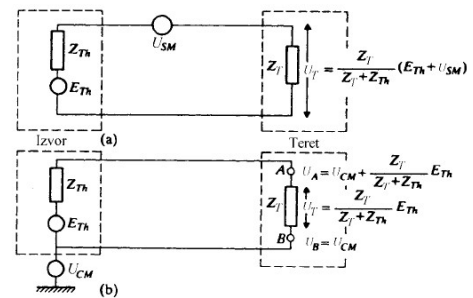 U_SM
Z_Th
E_Th
Z_T
U_T = Z_T / (Z_T + Z_Th) (E_Th + U_SM)
Izvor
(a)
Teret
A
U_A = U_CM + Z_T / (Z_T + Z_Th) E_Th
Z_Th
Z_T
U_T = Z_T / (Z_T + Z_Th) E_Th
E_Th
B
U_B = U_CM
U_CM
(b)